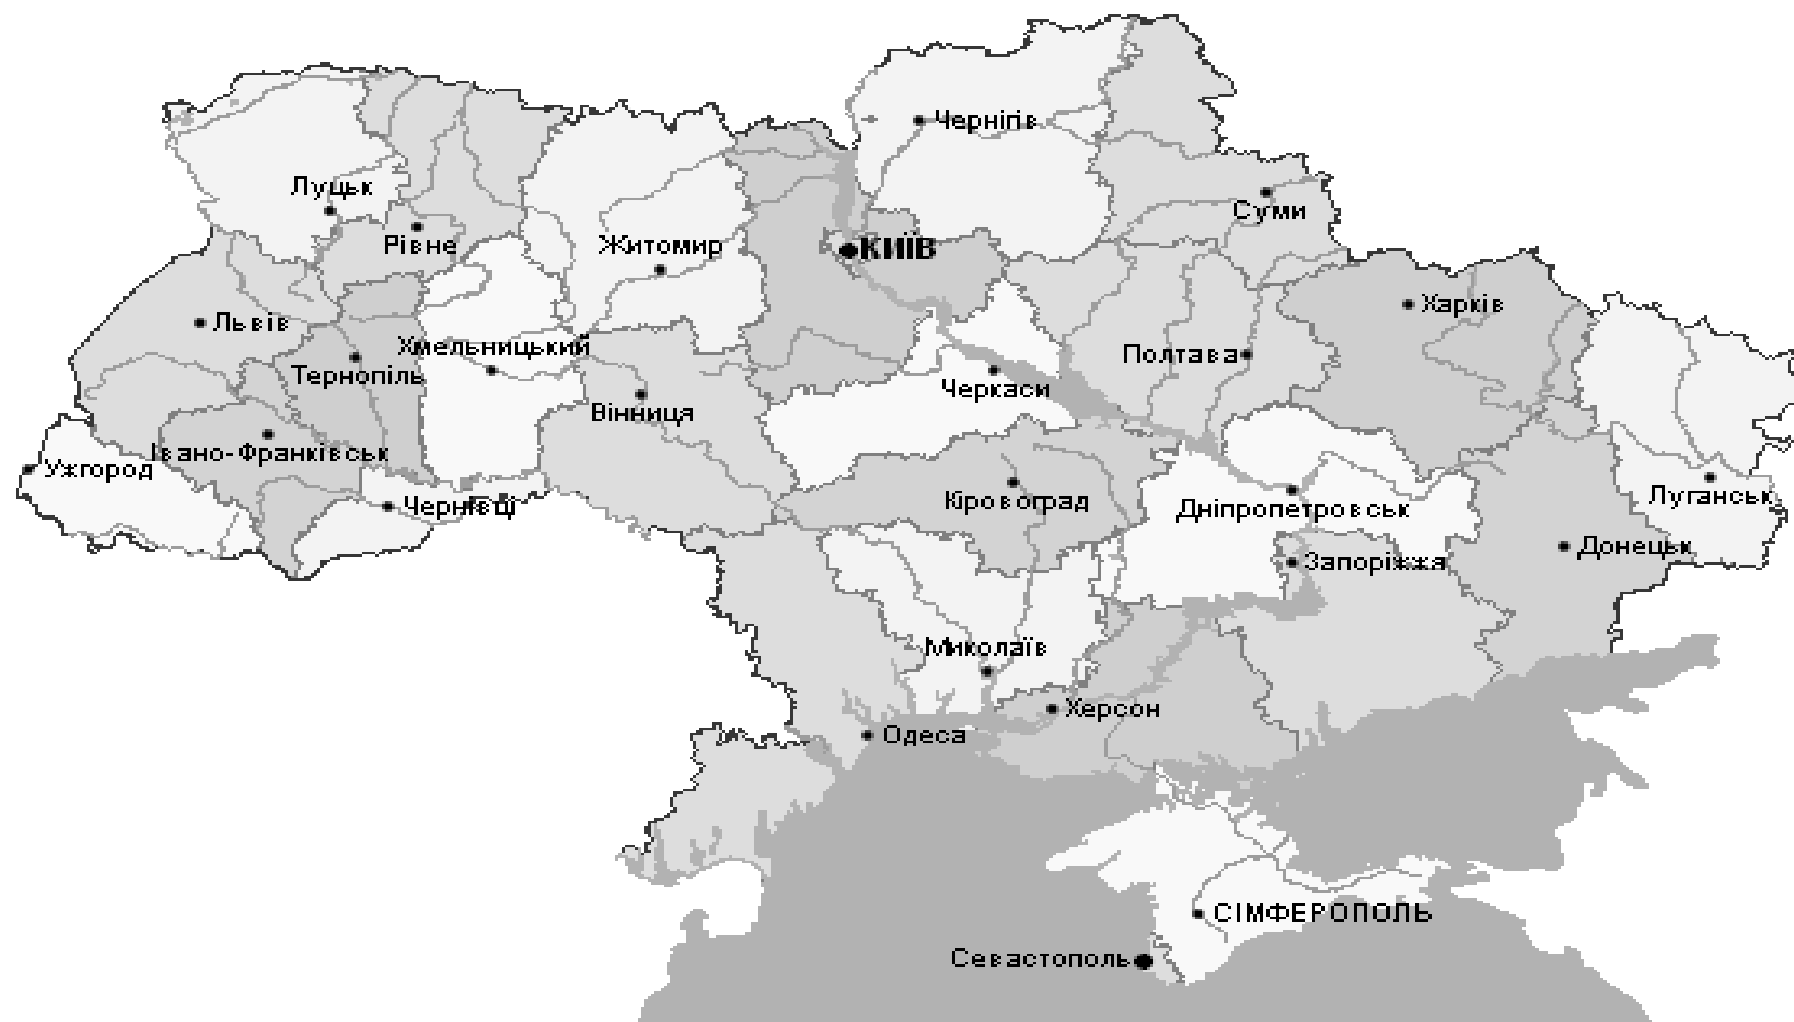 Чернігів
Луцьк
Суми
Рівне
Житомир
КИЇВ
Харків
Львів
Хмельницький
Полтава
Тернопіль
Черкаси
Вінниця
Івано-Франківськ
Ужгород
Луганськ
Кіровоград
Чернівці
Дніпропетровськ
Донецьк
Запоріжжа
Миколаїв
Херсон
Одеса
СІМФЕРОПОЛЬ
Севастополь